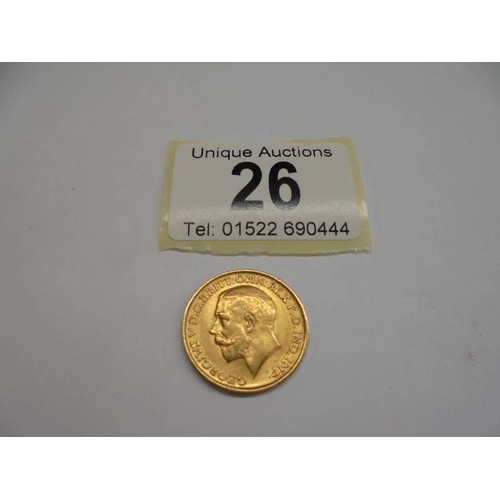 Unique Auctions
26
Tel: 01522 690444
GEORGIVS V D.G.BRITT:OMN:REX F.D.IND:IMP: